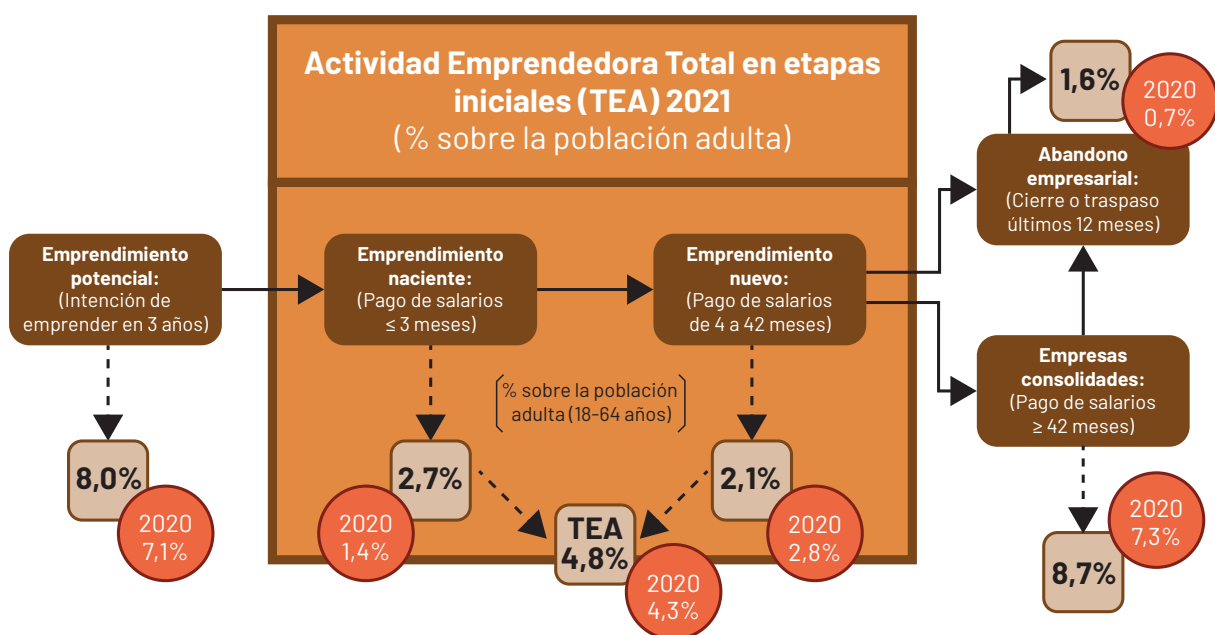 Actividad Emprendedora Total en etapas
iniciales (TEA) 2021
(% sobre la población adulta)
Emprendimiento
potencial:
(Intención de
emprender en 3 años)
8,0%
2020
7,1%
Emprendimiento
naciente:
(Pago de salarios
≤ 3 meses)
2,7%
2020
1,4%
% sobre la población
adulta (18-64 años)
TEA
4,8%
2020
4,3%
Emprendimiento
nuevo:
(Pago de salarios
de 4 a 42 meses)
2,1%
2020
2,8%
1,6%
2020
0,7%
Abandono
empresarial:
(Cierre o traspaso
últimos 12 meses)
Empresas
consolidades:
(Pago de salarios
≥ 42 meses)
2020
7,3%
8,7%